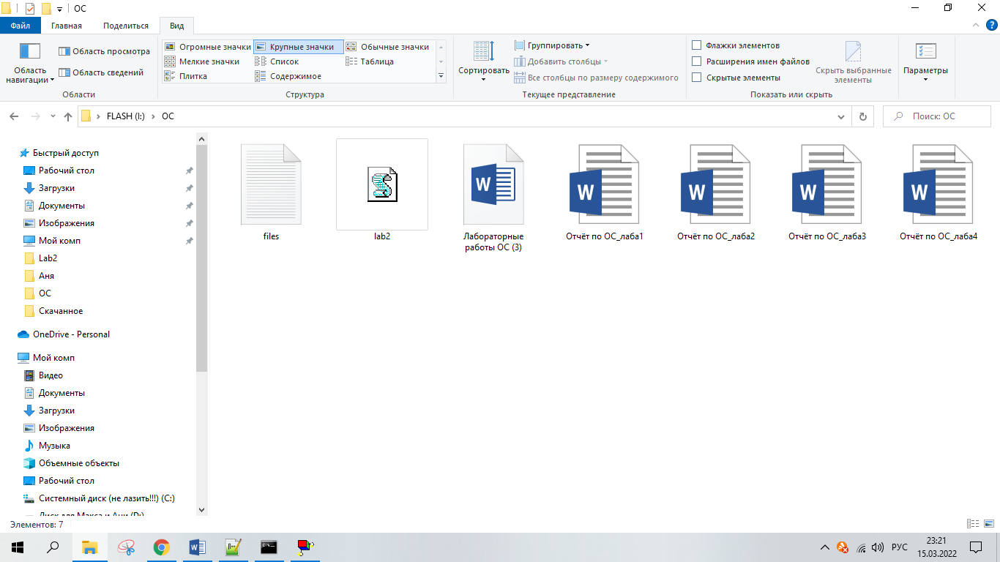 ОС
Файл
Главная
Поделиться
Вид
Область навигации
Область просмотра
Область сведений
Области
Огромные значки
Крупные значки
Обычные значки
Мелкие значки
Список
Таблица
Плитка
Содержимое
Структура
Сортировать
Группировать
Добавить столбцы
Все столбцы по размеру содержимого
Текущее представление
Флажки элементов
Расширения имен файлов
Скрытые элементы
Скрыть выбранные
элементы
Показать или скрыть
Параметры
FLASH (I:) › ОС
Поиск: ОС
Быстрый доступ
Рабочий стол
Загрузки
Документы
Изображения
Мой комп
Lab2
Аня
ОС
Скачанное
OneDrive - Personal
Мой комп
Видео
Документы
Загрузки
Изображения
Музыка
Объемные объекты
Рабочий стол
Системный диск (не лазить!!!) (C:)
Диск для Макса и Ани (D:)
files
lab2
Лабораторные
работы ОС (3)
Отчёт по ОС_лаба1
Отчёт по ОС_лаба2
Отчёт по ОС_лаба3
Отчёт по ОС_лаба4
Элементов: 7
РУС
23:21
15.03.2022